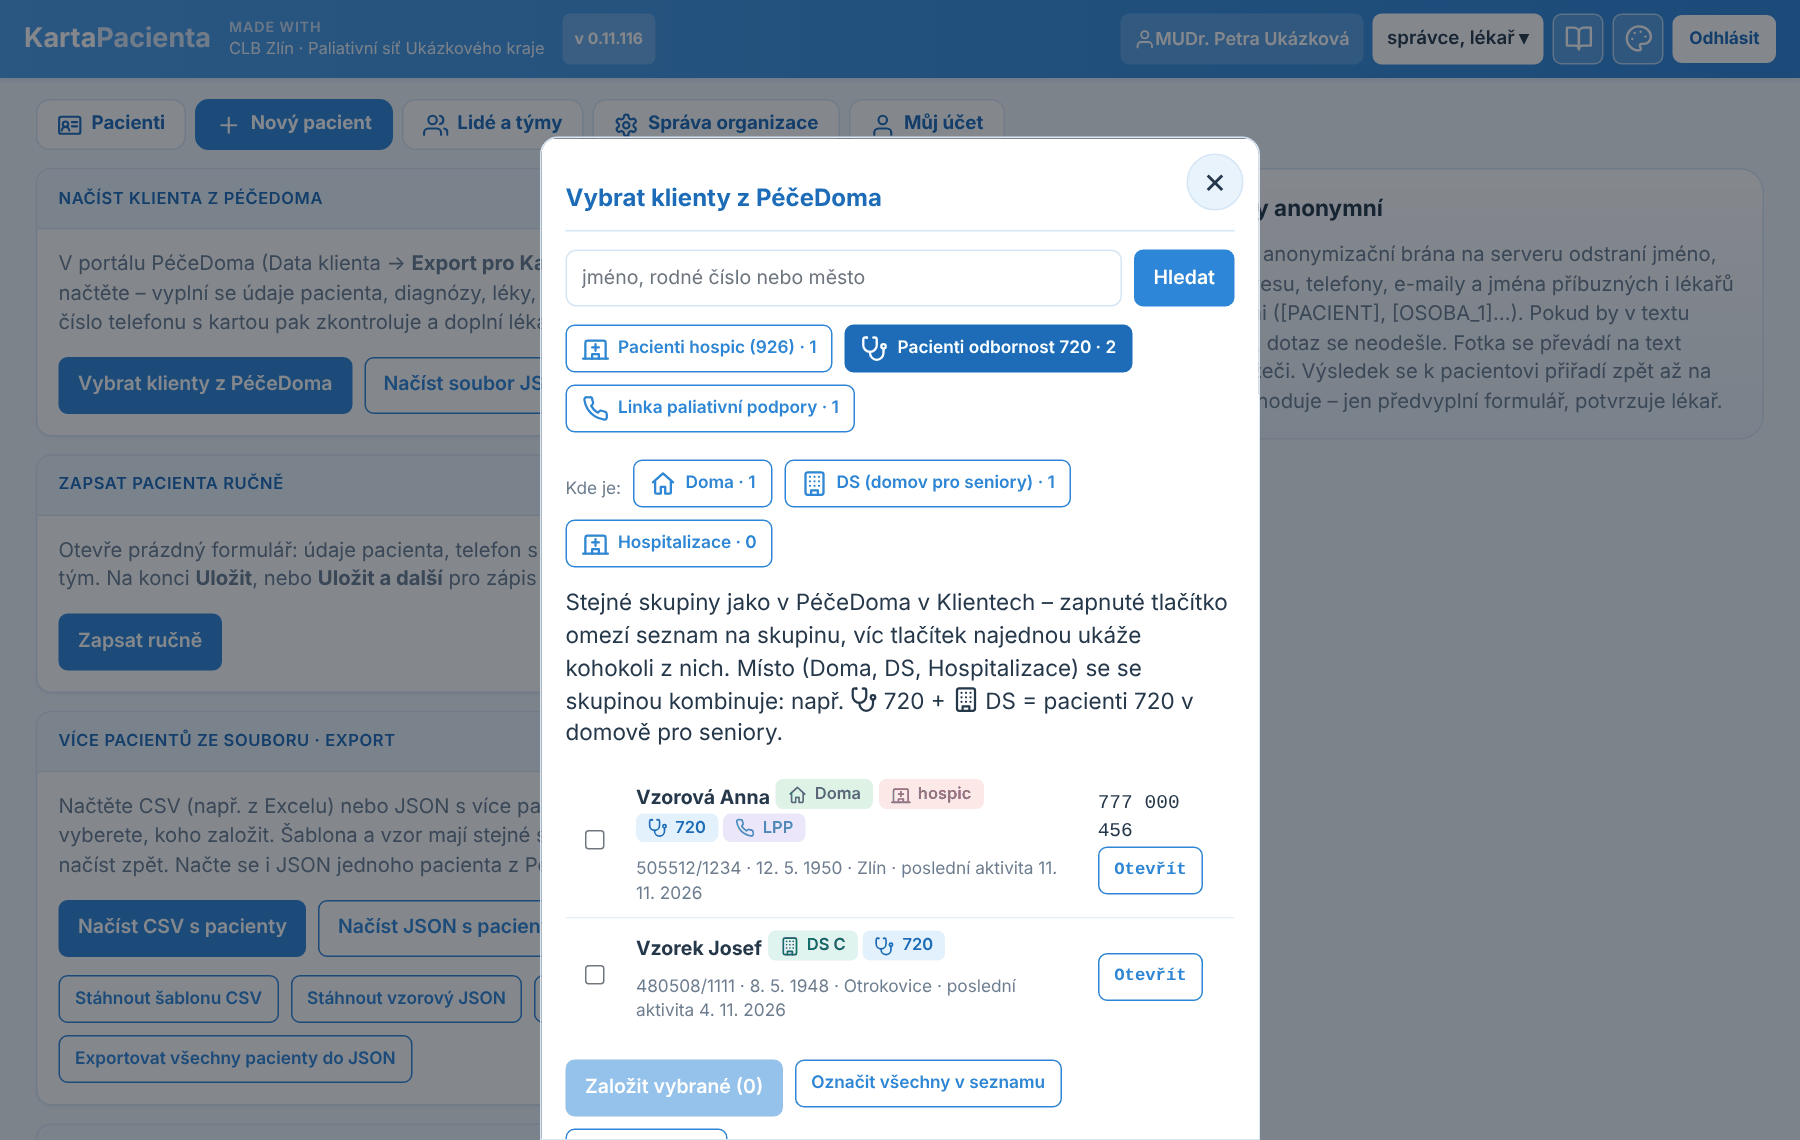 KartaPacienta
MADE WITH
CLB Zlín · Paliativní síť Ukázkového kraje
v 0.11.116
MUDr. Petra Ukázková
správce, lékař ▾
Odhlásit
Pacienti
Nový pacient
Lidé a týmy
Správa organizace
Můj účet
NAČÍST KLIENTA Z PÉČEDOMA
V portálu PéčeDoma (Data klienta → Export pro Ka
načtěte – vyplní se údaje pacienta, diagnózy, léky,
číslo telefonu s kartou pak zkontroluje a doplní léka
Vybrat klienty z PéčeDoma
Načíst soubor JS
ZAPSAT PACIENTA RUČNĚ
Otevře prázdný formulář: údaje pacienta, telefon s
tým. Na konci Uložit, nebo Uložit a další pro zápis
Zapsat ručně
VÍCE PACIENTŮ ZE SOUBORU · EXPORT
Načtěte CSV (např. z Excelu) nebo JSON s více pa
vyberete, koho založit. Šablona a vzor mají stejné s
načíst zpět. Načte se i JSON jednoho pacienta z P
Načíst CSV s pacienty
Načíst JSON s pacien
Stáhnout šablonu CSV
Stáhnout vzorový JSON
Exportovat všechny pacienty do JSON
y anonymní
anonymizační brána na serveru odstraní jméno,
resu, telefony, e-maily a jména příbuzných i lékařů
i ([PACIENT], [OSOBA_1]…). Pokud by v textu
dotaz se neodešle. Fotka se převádí na text
eči. Výsledek se k pacientovi přiřadí zpět až na
noduje – jen předvyplní formulář, potvrzuje lékař.
Vybrat klienty z PéčeDoma
✕
jméno, rodné číslo nebo město
Hledat
Pacienti hospic (926) · 1
Pacienti odbornost 720 · 2
Linka paliativní podpory · 1
Kde je:
Doma · 1
DS (domov pro seniory) · 1
Hospitalizace · 0
Stejné skupiny jako v PéčeDoma v Klientech – zapnuté tlačítko
omezí seznam na skupinu, víc tlačítek najednou ukáže
kohokoli z nich. Místo (Doma, DS, Hospitalizace) se se
skupinou kombinuje: např. 720 + DS = pacienti 720 v
domově pro seniory.
Vzorová Anna Doma hospic
720 LPP
505512/1234 · 12. 5. 1950 · Zlín · poslední aktivita 11.
11. 2026
777 000
456
Otevřít
Vzorek Josef DS C 720
480508/1111 · 8. 5. 1948 · Otrokovice · poslední
aktivita 4. 11. 2026
Otevřít
Založit vybrané (0)
Označit všechny v seznamu